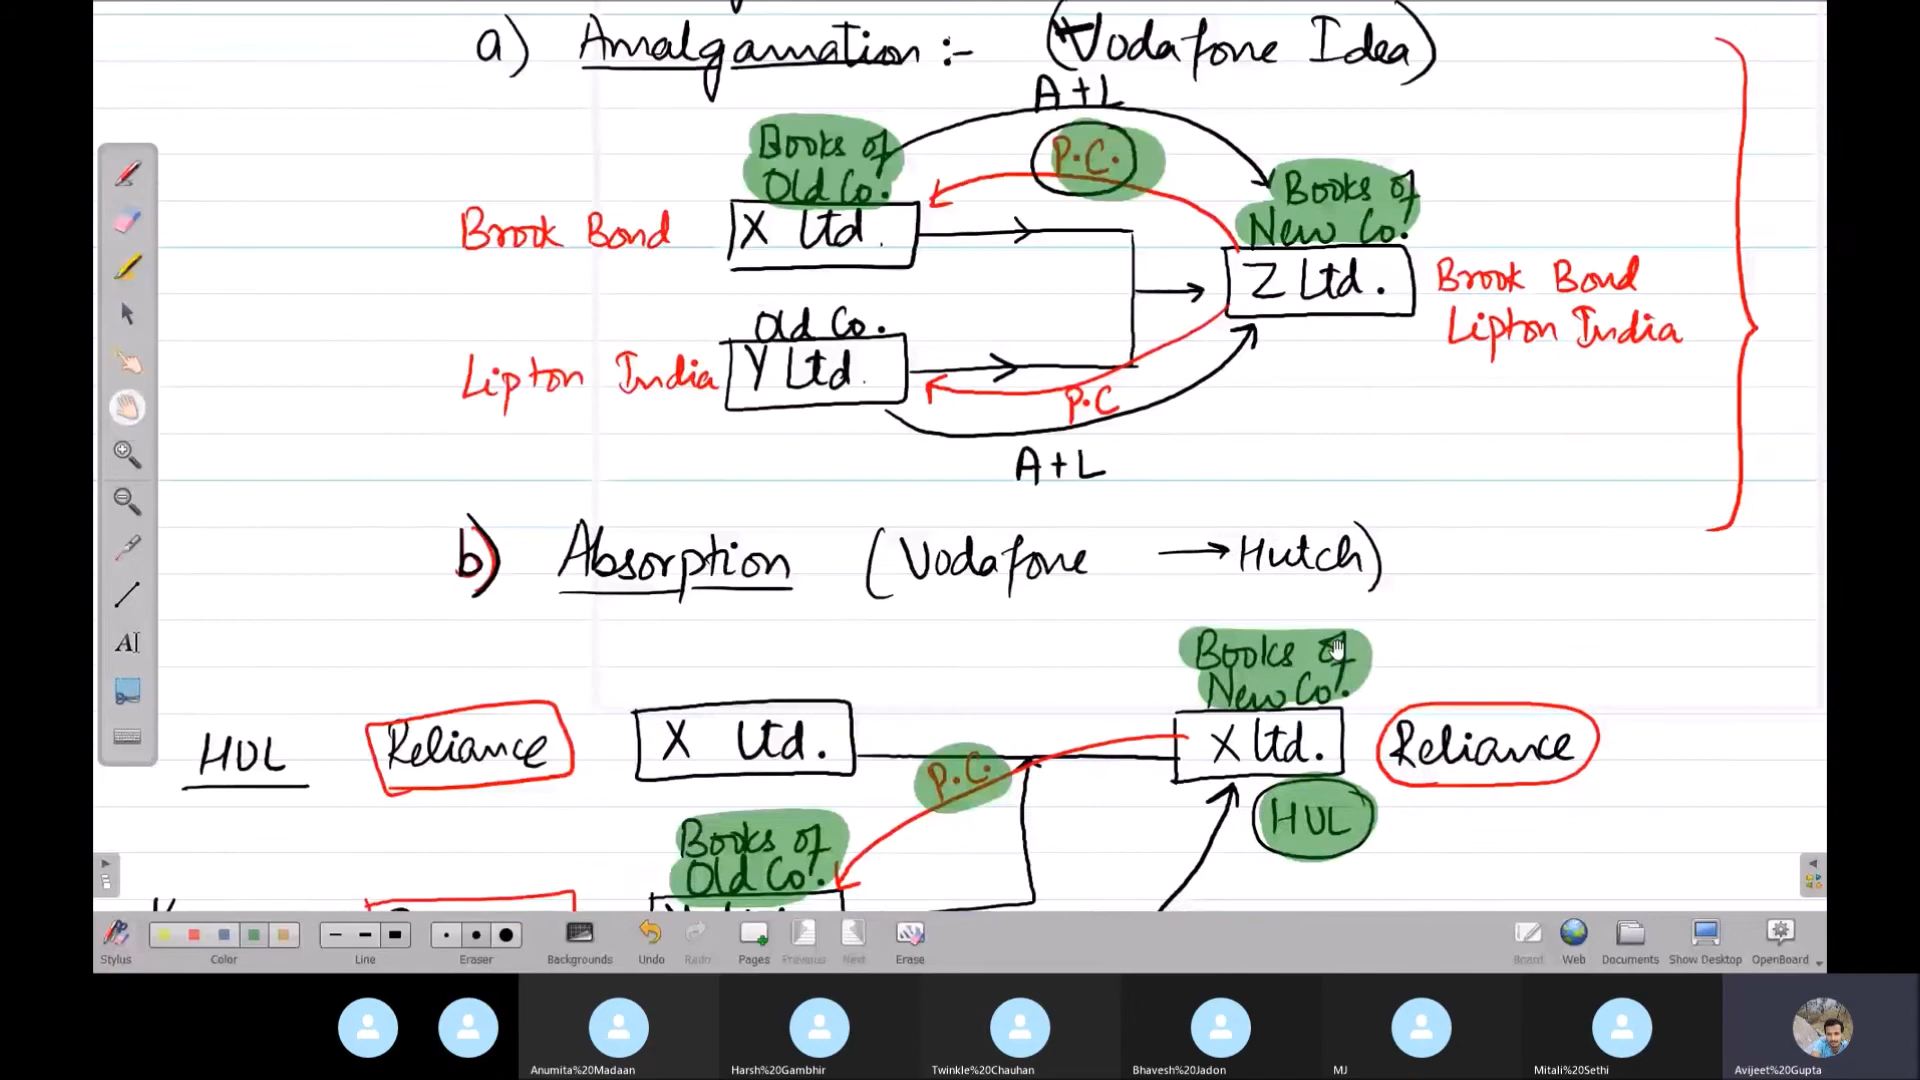 a) Amalgamation :- (Vodafone Idea)
A+L
Books of
Old Co.
P.C.
Books of
New Co.
Brook Bond
X Ltd.
Z Ltd.
Brook Bond
Lipton India
Old Co.
Lipton India
Y Ltd.
P.C
A+L
b) Absorption (Vodafone → Hutch)
Books of
New Co.
HUL
Reliance
X Ltd.
P.C.
X Ltd.
Reliance
HUL
Books of
Old Co.
AI
Stylus
Color
Line
Eraser
Backgrounds
Undo
Redo
Pages
Previous
Next
Erase
Board
Web
Documents
Show Desktop
OpenBoard
Anumita%20Madaan
Harsh%20Gambhir
Twinkle%20Chauhan
Bhavesh%20Jadon
MJ
Mitali%20Sethi
Avijeet%20Gupta